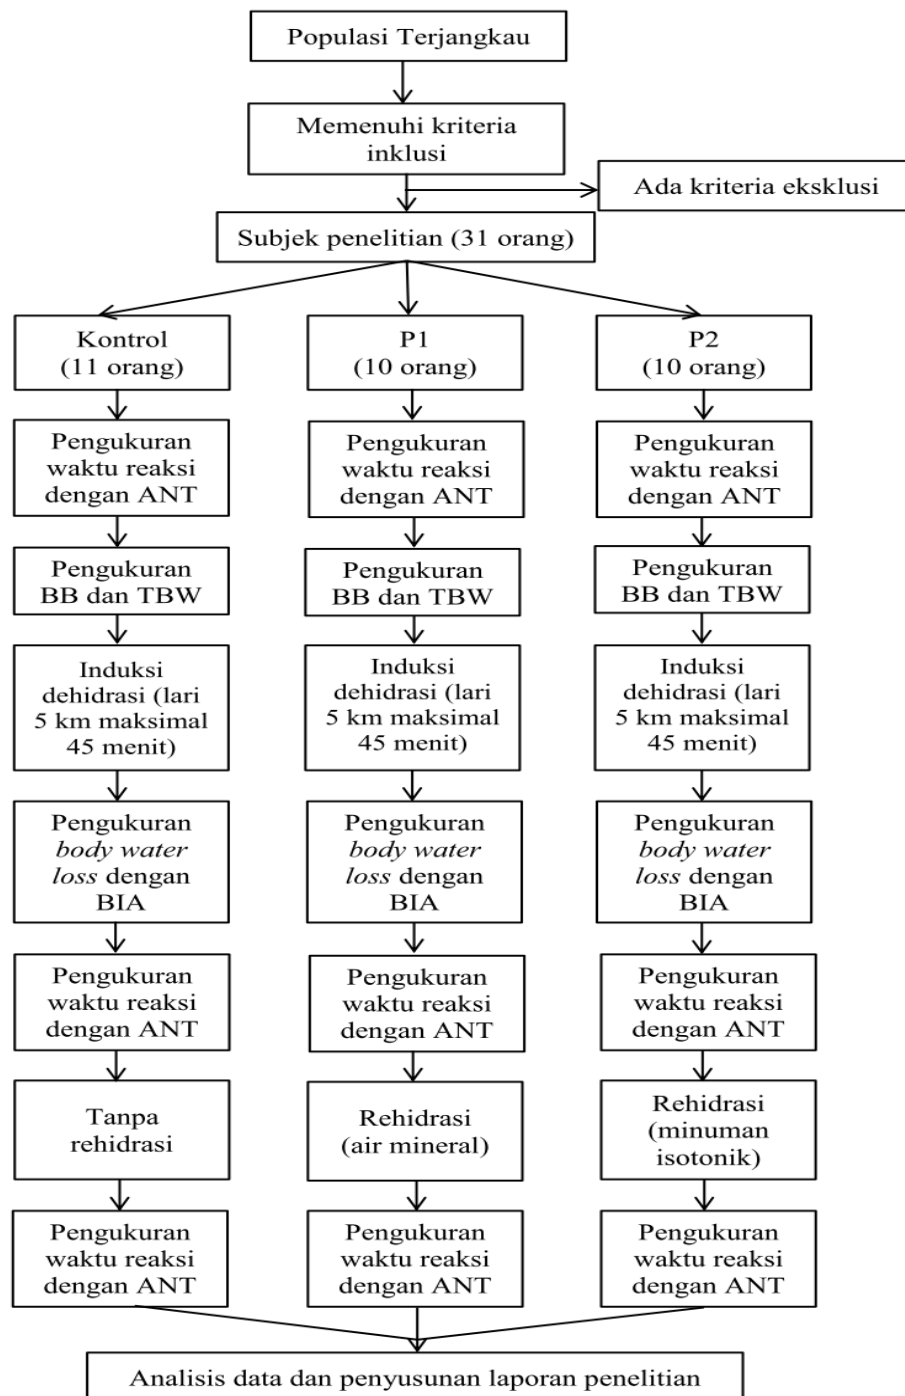 Populasi Terjangkau
Memenuhi kriteria
inklusi
Ada kriteria eksklusi
Subjek penelitian (31 orang)
Kontrol
(11 orang)
P1
(10 orang)
P2
(10 orang)
Pengukuran
waktu reaksi
dengan ANT
Pengukuran
waktu reaksi
dengan ANT
Pengukuran
waktu reaksi
dengan ANT
Pengukuran
BB dan TBW
Pengukuran
BB dan TBW
Pengukuran
BB dan TBW
Induksi
dehidrasi (lari
5 km maksimal
45 menit)
Induksi
dehidrasi (lari
5 km maksimal
45 menit)
Induksi
dehidrasi (lari
5 km maksimal
45 menit)
Pengukuran
body water
loss dengan
BIA
Pengukuran
body water
loss dengan
BIA
Pengukuran
body water
loss dengan
BIA
Pengukuran
waktu reaksi
dengan ANT
Pengukuran
waktu reaksi
dengan ANT
Pengukuran
waktu reaksi
dengan ANT
Tanpa
rehidrasi
Rehidrasi
(air mineral)
Rehidrasi
(minuman
isotonik)
Pengukuran
waktu reaksi
dengan ANT
Pengukuran
waktu reaksi
dengan ANT
Pengukuran
waktu reaksi
dengan ANT
Analisis data dan penyusunan laporan penelitian